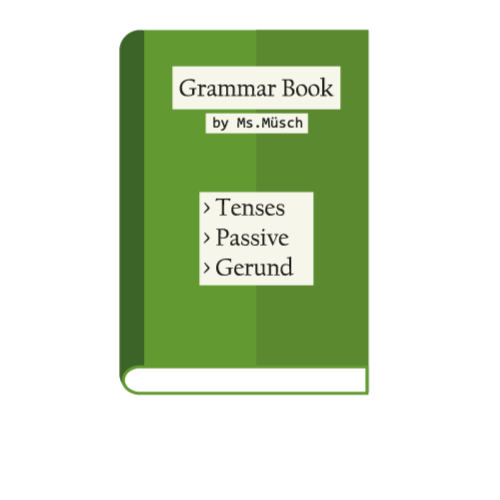 Grammar Book
by Ms.Müsch
› Tenses
› Passive
› Gerund